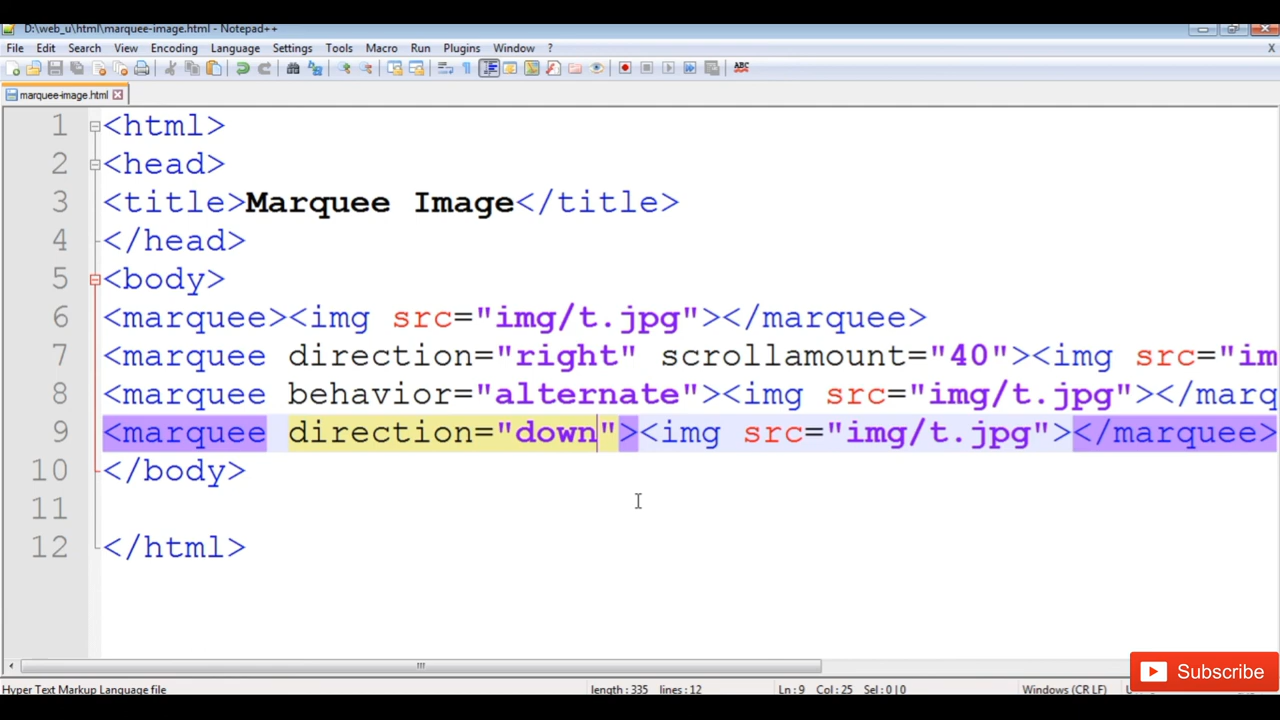 D:\web_u\html\marquee-image.html - Notepad++
File Edit Search View Encoding Language Settings Tools Macro Run Plugins Window ? X
ABC
marquee-image.html
1 <html>
2 <head>
3 <title>Marquee Image</title>
4 </head>
5 <body>
6 <marquee><img src="img/t.jpg"></marquee>
7 <marquee direction="right" scrollamount="40"><img src="im
8 <marquee behavior="alternate"><img src="img/t.jpg"></marq
9 <marquee direction="down"><img src="img/t.jpg"></marquee>
10 </body>
11
12 </html>
Subscribe
Hyper Text Markup Language file length : 335 lines : 12 Ln : 9 Col : 25 Sel : 0 | 0 Windows (CR LF)